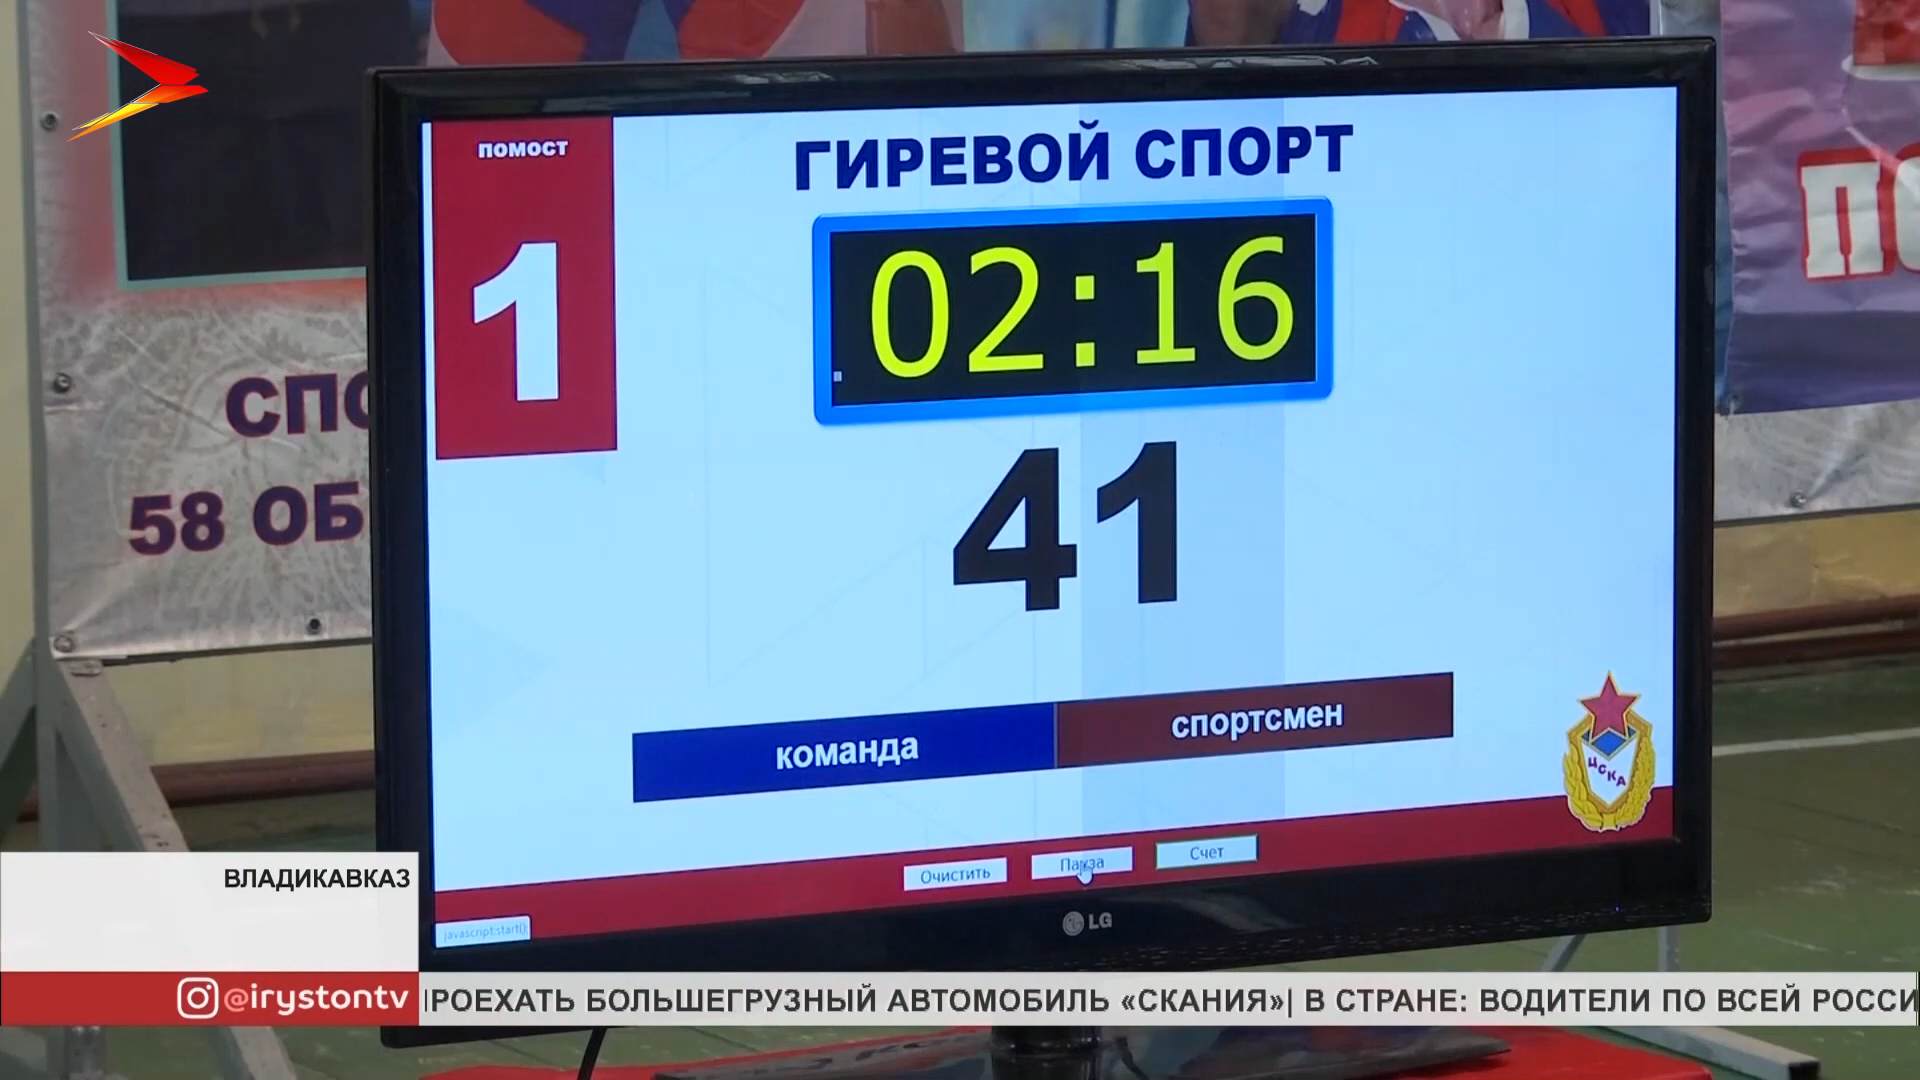 ПОМОСТ
1
ГИРЕВОЙ СПОРТ
02:16
41
команда
спортсмен
ЦСКА
Очистить
Пауза
Счет
javascript:start();
LG
58 ОБ
ВЛАДИКАВКАЗ
@irystontv
РОЕХАТЬ БОЛЬШЕГРУЗНЫЙ АВТОМОБИЛЬ «СКАНИЯ»| В СТРАНЕ: ВОДИТЕЛИ ПО ВСЕЙ РОССИ